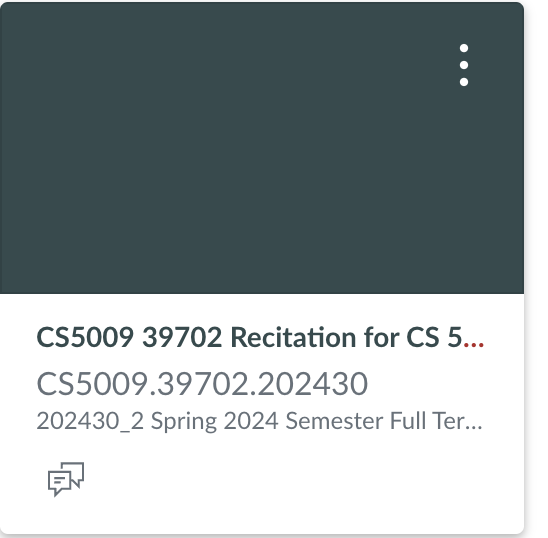 CS5009 39702 Recitation for CS 5...
CS5009.39702.202430
202430_2 Spring 2024 Semester Full Ter...